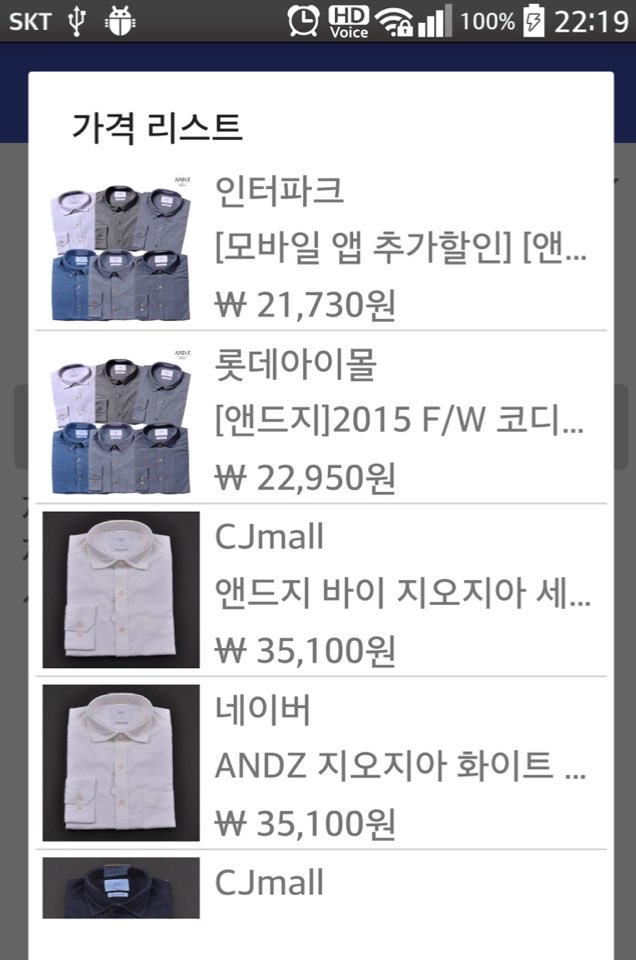 SKT HD Voice 100% 22:19
가격 리스트
AND Z
인터파크
[모바일 앱 추가할인] [앤...
₩ 21,730원
AND Z
롯데아이몰
[앤드지]2015 F/W 코디...
₩ 22,950원
CJmall
앤드지 바이 지오지아 세...
₩ 35,100원
네이버
ANDZ 지오지아 화이트 ...
₩ 35,100원
CJmall